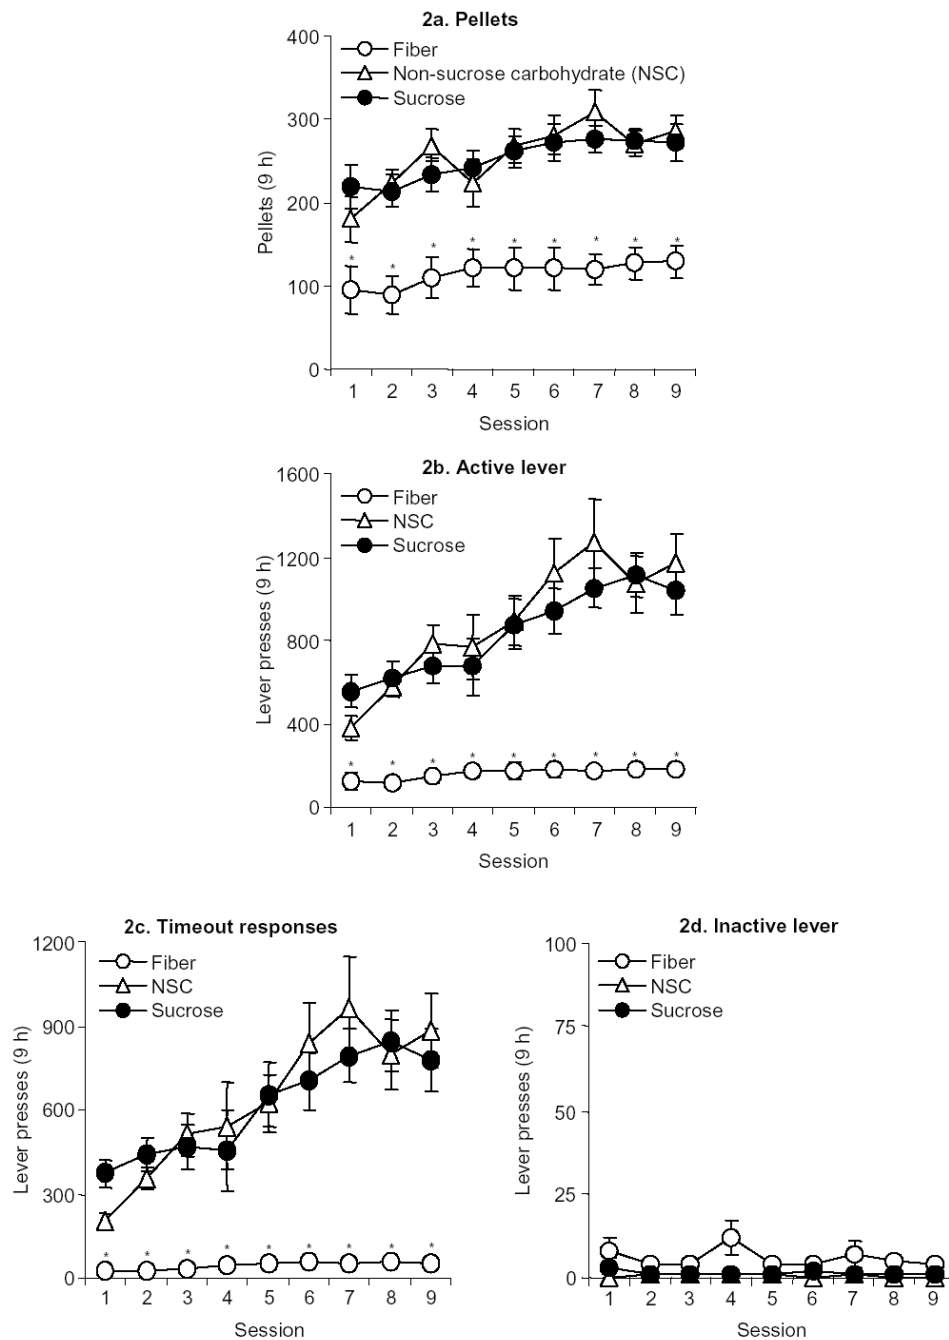 2a. Pellets
400
300
200
100
0
Pellets (9 h)
Fiber
Non-sucrose carbohydrate (NSC)
Sucrose
* * * * * * * * *
1 2 3 4 5 6 7 8 9
Session
2b. Active lever
1600
1200
800
400
0
Lever presses (9 h)
Fiber
NSC
Sucrose
* * * * * * * * *
1 2 3 4 5 6 7 8 9
Session
2c. Timeout responses
1200
900
600
300
0
Lever presses (9 h)
Fiber
NSC
Sucrose
* * * * * * * * *
1 2 3 4 5 6 7 8 9
Session
2d. Inactive lever
100
75
50
25
0
Lever presses (9 h)
Fiber
NSC
Sucrose
1 2 3 4 5 6 7 8 9
Session